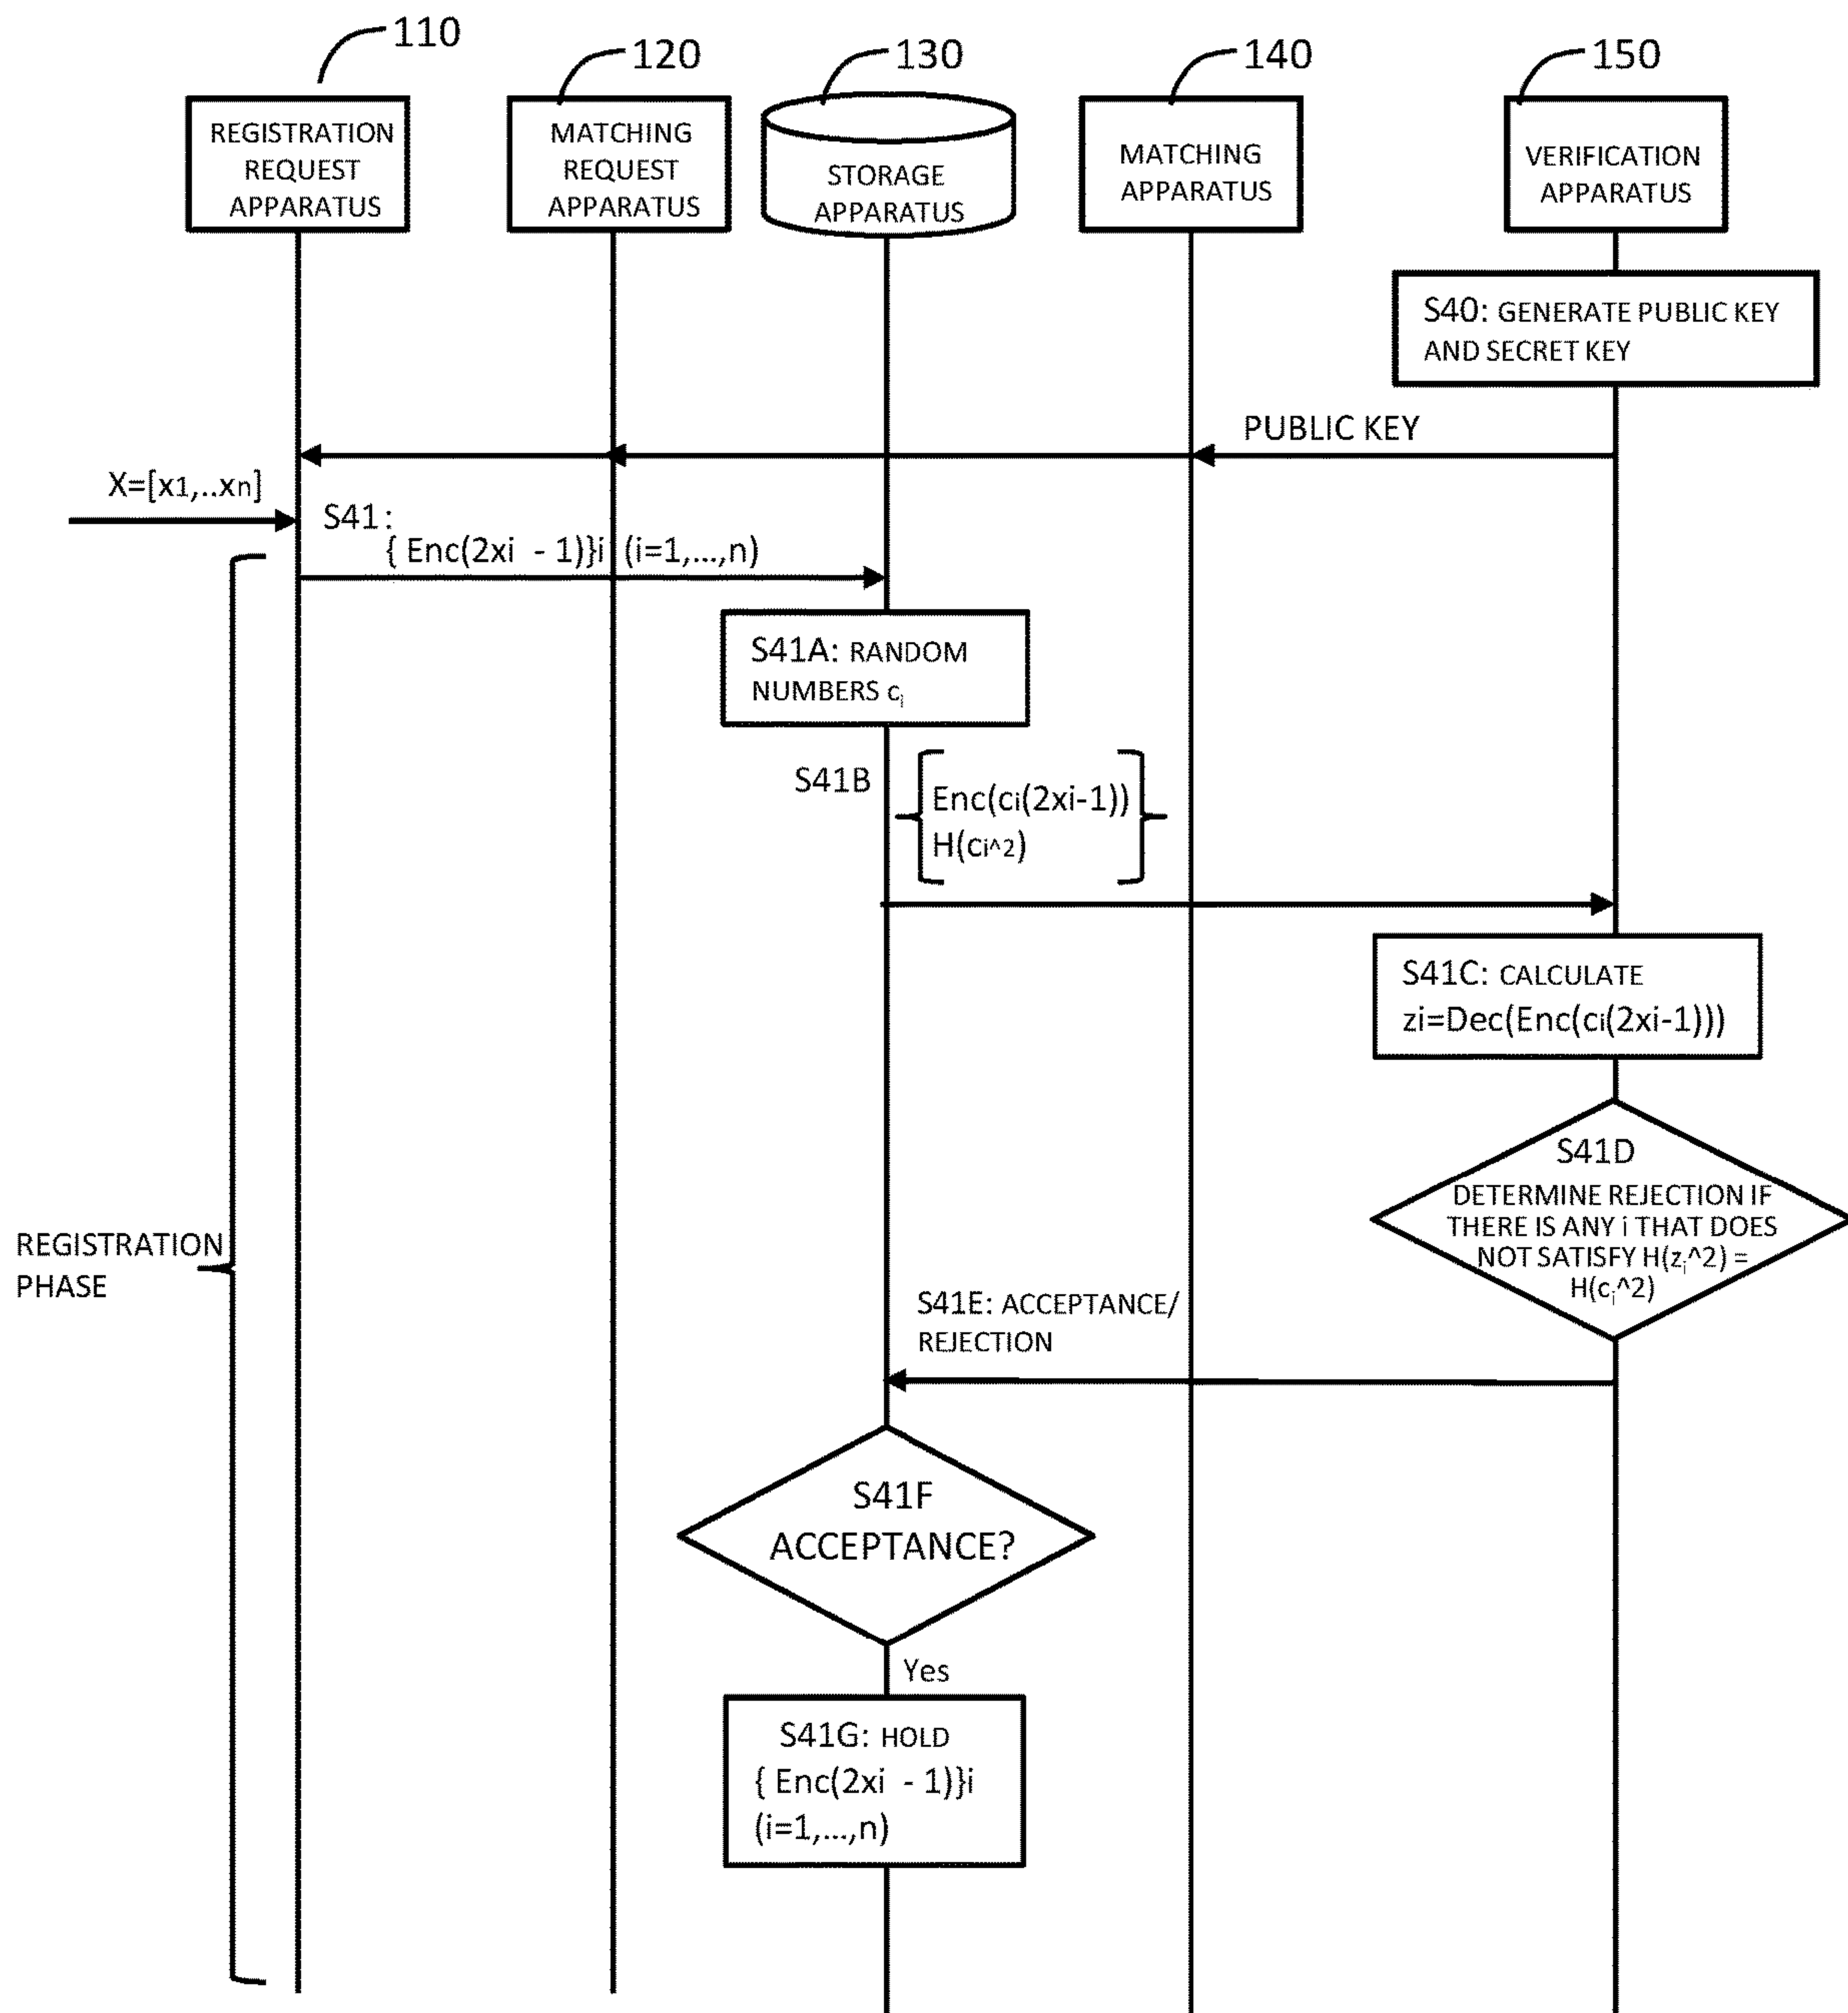 110
120
130
140
150
REGISTRATION
REQUEST
APPARATUS
MATCHING
REQUEST
APPARATUS
STORAGE
APPARATUS
MATCHING
APPARATUS
VERIFICATION
APPARATUS
S40: GENERATE PUBLIC KEY
AND SECRET KEY
PUBLIC KEY
X=[x1,..xn]
S41:
{ Enc(2xi - 1)}i (i=1,...,n)
S41A: RANDOM
NUMBERS ci
S41B
Enc(ci(2xi-1))
H(ci^2)
S41C: CALCULATE
zi=Dec(Enc(ci(2xi-1)))
S41D
DETERMINE REJECTION IF
THERE IS ANY i THAT DOES
NOT SATISFY H(zi^2) =
H(ci^2)
REGISTRATION
PHASE
S41E: ACCEPTANCE/
REJECTION
S41F
ACCEPTANCE?
Yes
S41G: HOLD
{ Enc(2xi - 1)}i
(i=1,...,n)